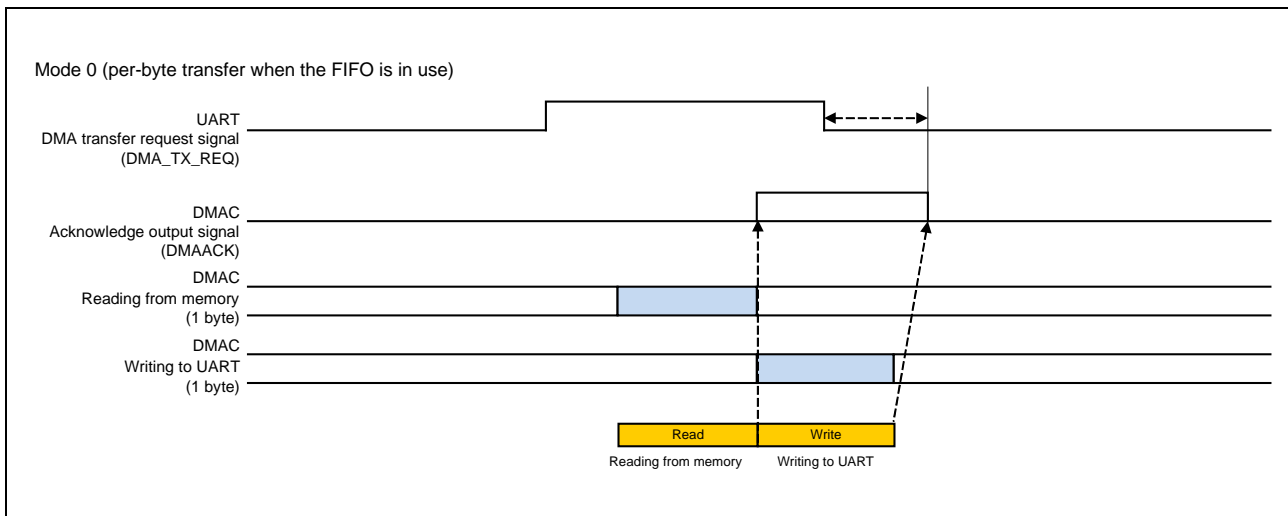 Mode 0 (per-byte transfer when the FIFO is in use)
UART
DMA transfer request signal
(DMA_TX_REQ)
DMAC
Acknowledge output signal
(DMAACK)
DMAC
Reading from memory
(1 byte)
DMAC
Writing to UART
(1 byte)
Read Write
Reading from memory Writing to UART